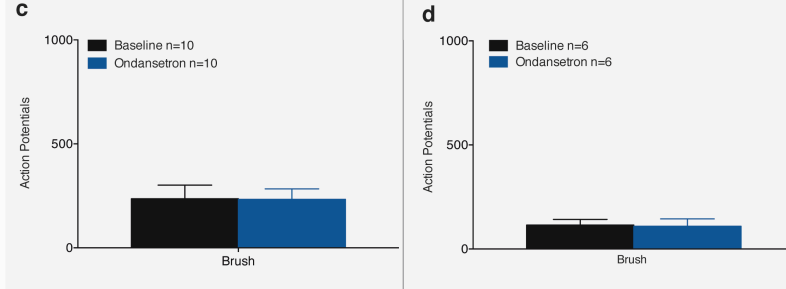 c
1000
Baseline n=10
Ondansetron n=10
Action Potentials
500
0
Brush
d
1000
Baseline n=6
Ondansetron n=6
Action Potentials
500
0
Brush